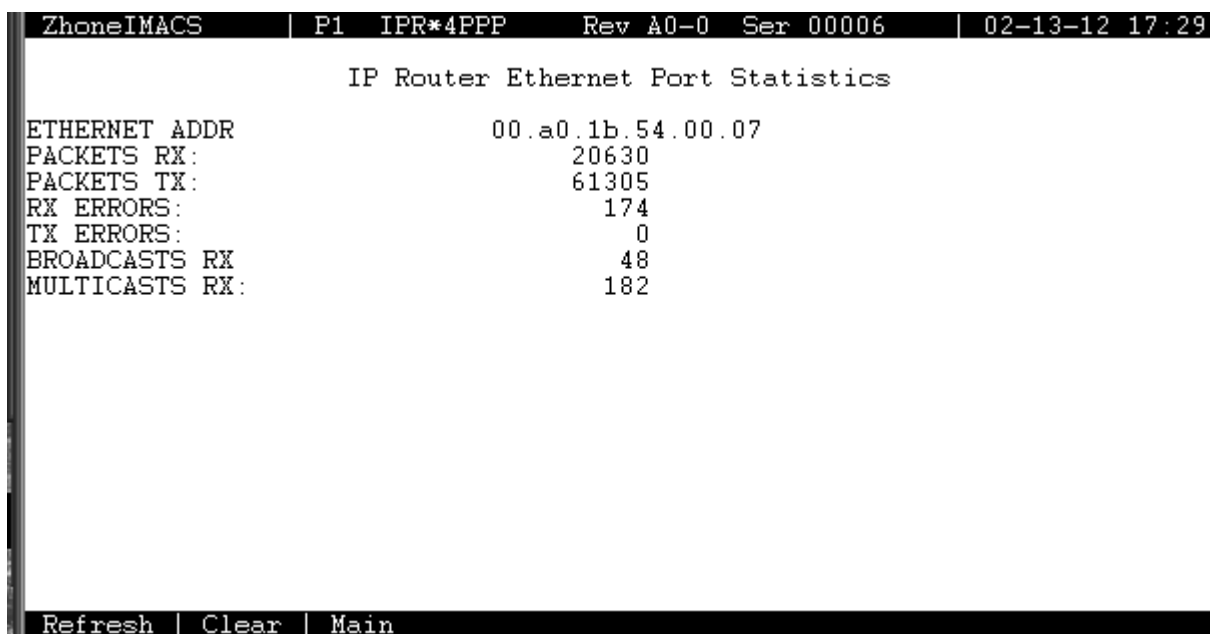 ZhoneIMACS | P1 IPR*4PPP Rev A0-0 Ser 00006 | 02-13-12 17:29
IP Router Ethernet Port Statistics
ETHERNET ADDR 00.a0.1b.54.00.07
PACKETS RX: 20630
PACKETS TX: 61305
RX ERRORS: 174
TX ERRORS: 0
BROADCASTS RX 48
MULTICASTS RX: 182
Refresh | Clear | Main